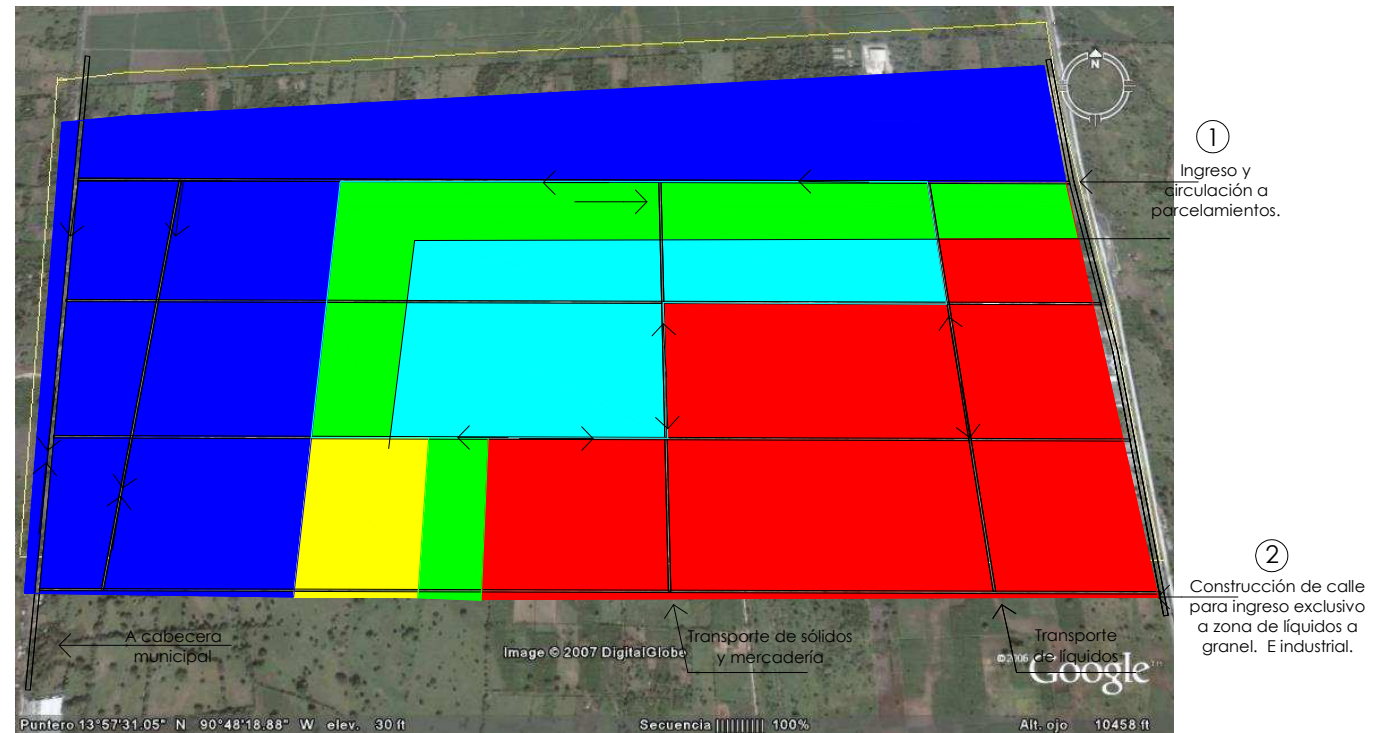 N
1
Ingreso y
circulación a
parcelamientos.
2
Construcción de calle
para ingreso exclusivo
a zona de líquidos a
granel. E industrial.
A cabecera
municipal
Transporte de sólidos
y mercadería
Transporte
de líquidos
Image © 2007 DigitalGlobe
©2006 Google™
Puntero 13°57'31.05" N 90°48'18.88" W elev. 30 ft
Secuencia |||||||||| 100%
Alt. ojo 10458 ft